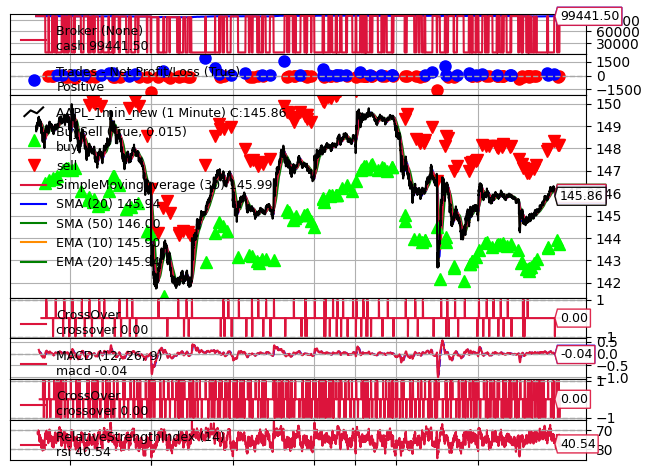 Broker (None)
cash 99441.50
99441.50
60000
30000
Trades - Net Profit/Loss (True)
Positive
1500
0
−1500
AAPL_1min_new (1 Minute) C:145.86
BuySell (True, 0.015)
buy
sell
SimpleMovingAverage (30) 145.99
SMA (20) 145.94
SMA (50) 146.00
EMA (10) 145.90
EMA (20) 145.94
150
149
148
147
145.86
145
144
143
142
CrossOver
crossover 0.00
1
0.00
−1
MACD (12, 26, 9)
macd -0.04
0.5
-0.04
0.0
−0.5
−1.0
CrossOver
crossover 0.00
1
0.00
−1
RelativeStrengthIndex (14)
rsi 40.54
70
40.54
30